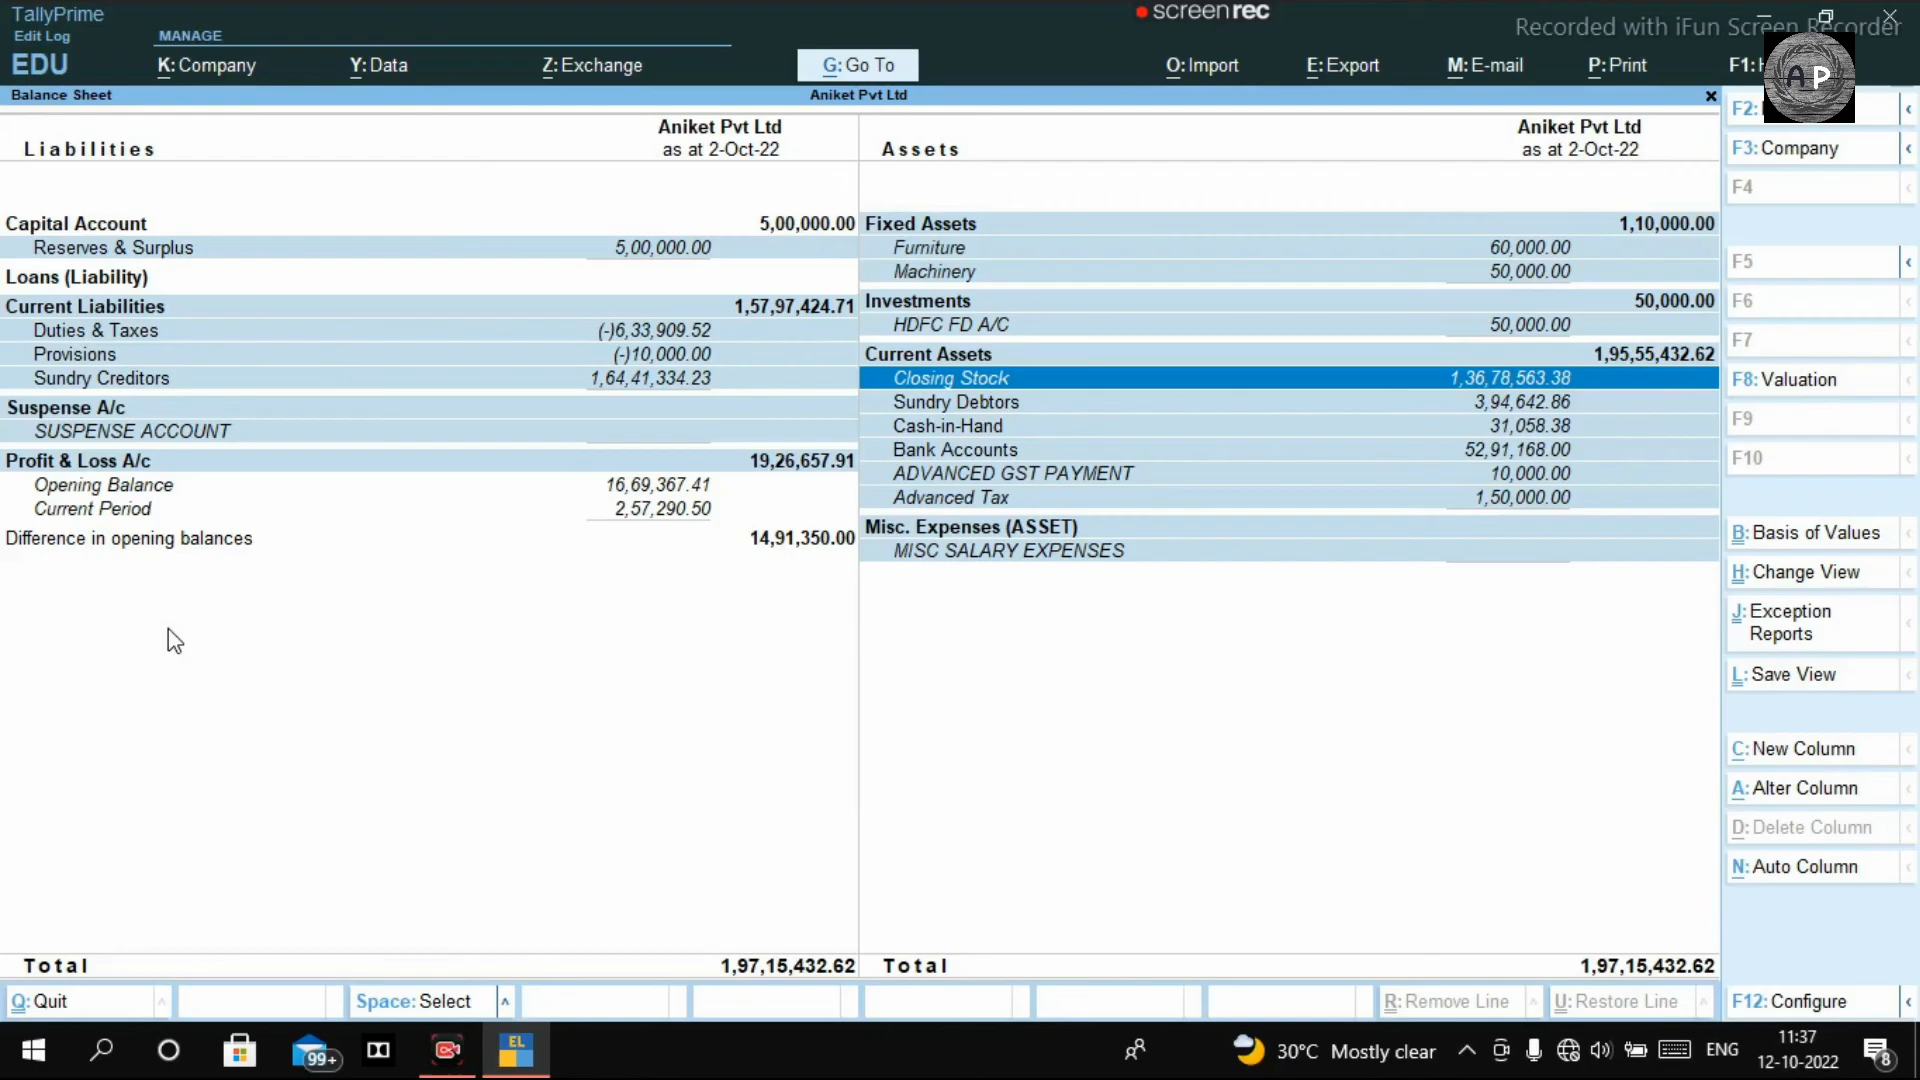 TallyPrime
Edit Log
EDU
MANAGE
K: Company
Y: Data
Z: Exchange
G: Go To
O: Import
E: Export
M: E-mail
P: Print
F1:
screenrec
Recorded with iFun Screen Recorder
AP
Balance Sheet
Aniket Pvt Ltd
Liabilities
Aniket Pvt Ltd
as at 2-Oct-22
Capital Account 5,00,000.00
Reserves & Surplus 5,00,000.00
Loans (Liability)
Current Liabilities 1,57,97,424.71
Duties & Taxes (-)6,33,909.52
Provisions (-)10,000.00
Sundry Creditors 1,64,41,334.23
Suspense A/c
SUSPENSE ACCOUNT
Profit & Loss A/c 19,26,657.91
Opening Balance 16,69,367.41
Current Period 2,57,290.50
Difference in opening balances 14,91,350.00
Total 1,97,15,432.62
Assets
Aniket Pvt Ltd
as at 2-Oct-22
Fixed Assets 1,10,000.00
Furniture 60,000.00
Machinery 50,000.00
Investments 50,000.00
HDFC FD A/C 50,000.00
Current Assets 1,95,55,432.62
Closing Stock 1,36,78,563.38
Sundry Debtors 3,94,642.86
Cash-in-Hand 31,058.38
Bank Accounts 52,91,168.00
ADVANCED GST PAYMENT 10,000.00
Advanced Tax 1,50,000.00
Misc. Expenses (ASSET)
MISC SALARY EXPENSES
Total 1,97,15,432.62
F2:
F3: Company
F4
F5
F6
F7
F8: Valuation
F9
F10
B: Basis of Values
H: Change View
J: Exception
Reports
L: Save View
C: New Column
A: Alter Column
D: Delete Column
N: Auto Column
Q: Quit
Space: Select
R: Remove Line
U: Restore Line
F12: Configure
99+
EL
30°C Mostly clear
ENG
11:37
12-10-2022
8